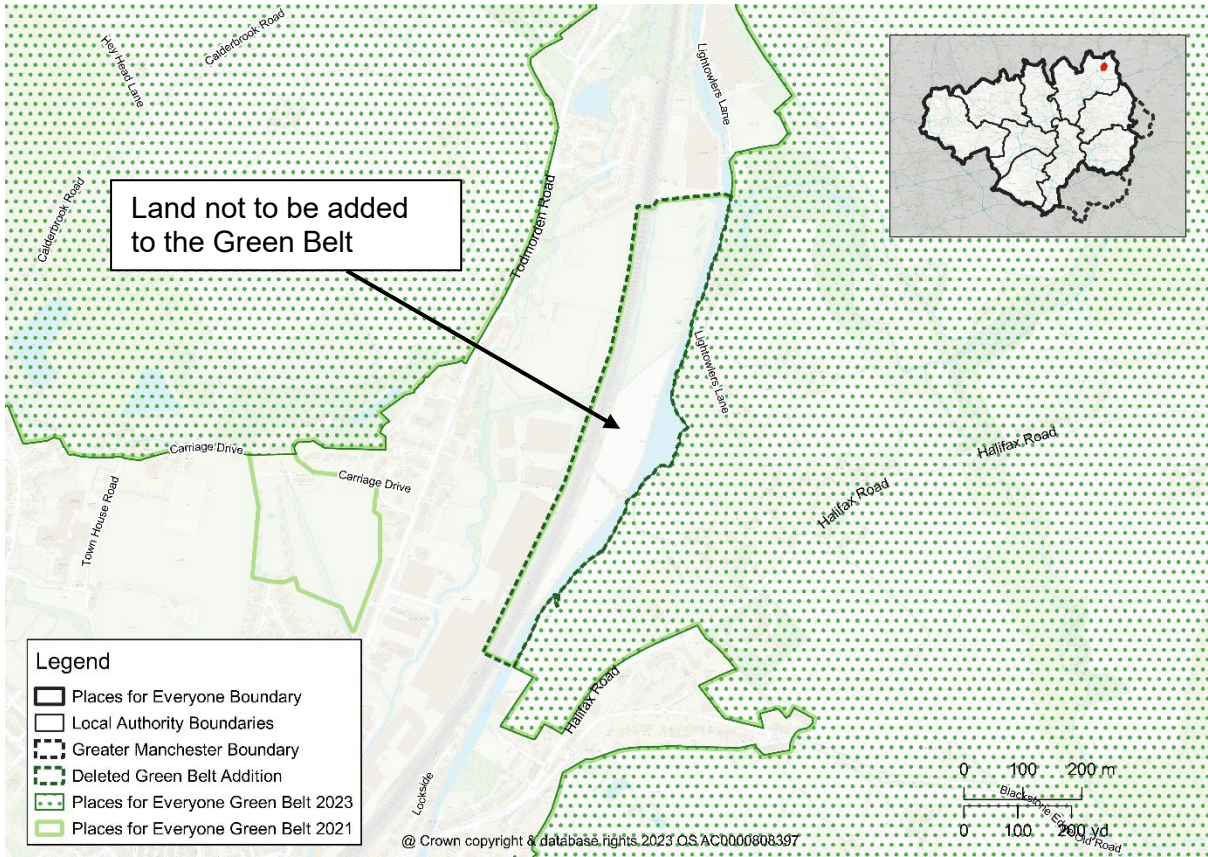 Hey Head Lane
Calderbrook Road
Lightowlers Lane
Calderbrook Road
Land not to be added
to the Green Belt
Todmorden Road
Lightowlers Lane
Halifax Road
Halifax Road
Carriage Drive
Carriage Drive
Town House Road
Halifax Road
Lockside
Legend
Places for Everyone Boundary
Local Authority Boundaries
Greater Manchester Boundary
Deleted Green Belt Addition
Places for Everyone Green Belt 2023
Places for Everyone Green Belt 2021
0 100 200 m
Blackstone Edge Old Road
0 100 200 yd
@ Crown copyright & database rights 2023 OS AC0000808397